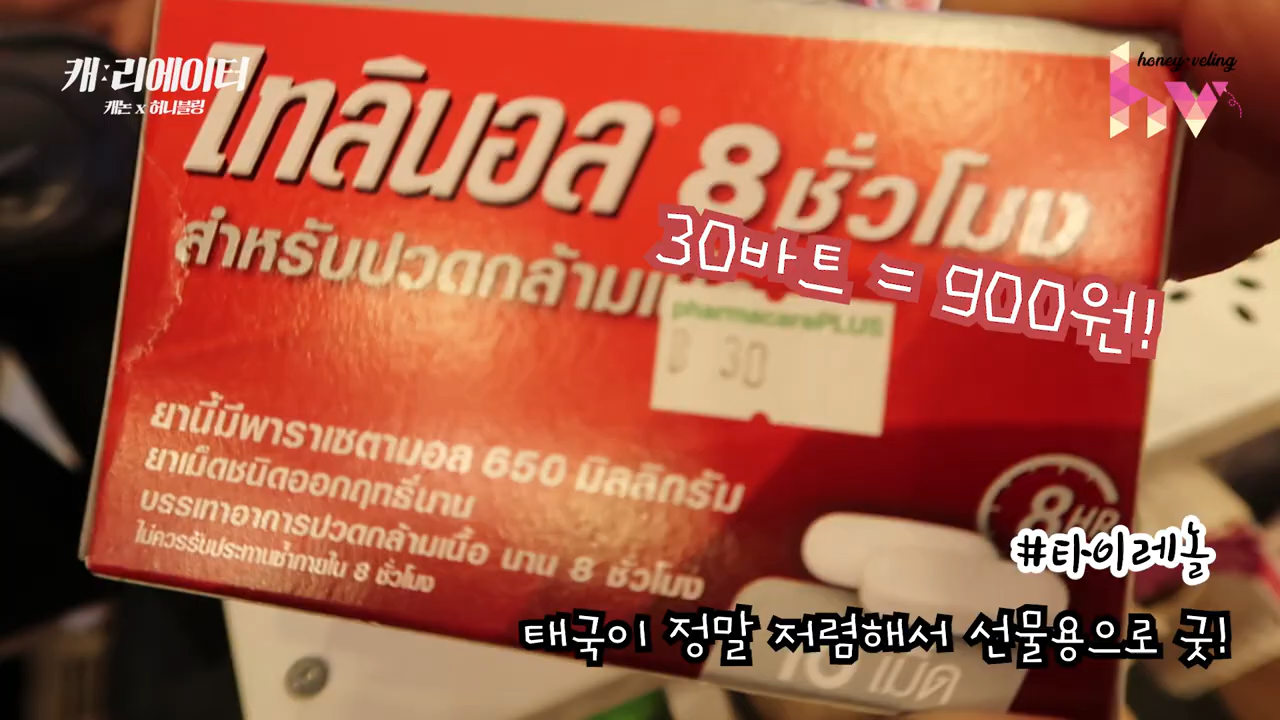 캐리에이터
캐논 x 허니블링
honey·veling
hv
ไทลินอล 8 ชั่วโมง
สำหรับปวดกล้ามเ
30바트 = 900원!
pharmacarePLUS
฿ 30
ยานี้มีพาราเซตามอล 650 มิลลิกรัม
ยาเม็ดชนิดออกฤทธิ์นาน
บรรเทาอาการปวดกล้ามเนื้อ นาน 8 ชั่วโมง
ไม่ควรรับประทานซ้ำภายใน 8 ชั่วโมง
8HR
#타이레놀
태국이 정말 저렴해서 선물용으로 굿!
10 เม็ด